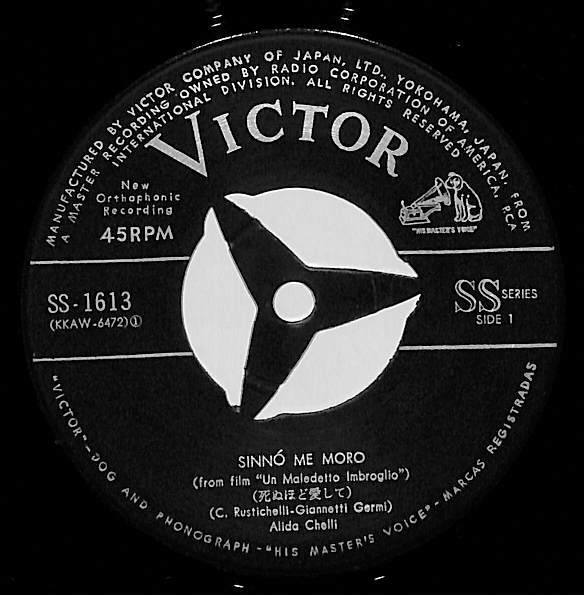 MANUFACTURED BY VICTOR COMPANY OF JAPAN, LTD., YOKOHAMA, JAPAN, FROM
A MASTER RECORDING OWNED BY RADIO CORPORATION OF AMERICA, RCA
INTERNATIONAL DIVISION. ALL RIGHTS RESERVED
VICTOR
New
Orthophonic
Recording
45RPM
"HIS MASTER'S VOICE"
SS-1613
(KKAW-6472)①
SS SERIES
SIDE 1
SINNÓ ME MORO
(from film "Un Maledetto Imbroglio")
(死ぬほど愛して)
(C. Rustichelli-Giannetti Germi)
Alida Chelli
"VICTOR"-DOG AND PHONOGRAPH-"HIS MASTER'S VOICE"-MARCAS REGISTRADAS